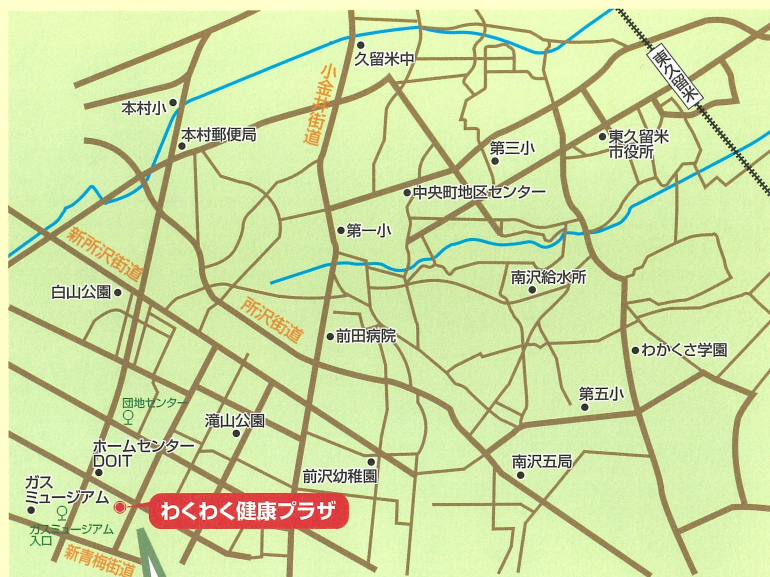 久留米中
小金井街道
東久留米
本村小
本村郵便局
第三小
東久留米
市役所
中央町地区センター
第一小
新所沢街道
南沢給水所
白山公園
所沢街道
前田病院
わかくさ学園
団地センター
第五小
滝山公園
ホームセンター
DOIT
前沢幼稚園
南沢五局
ガス
ミュージアム
わくわく健康プラザ
ガスミュージアム
入口
新青梅街道